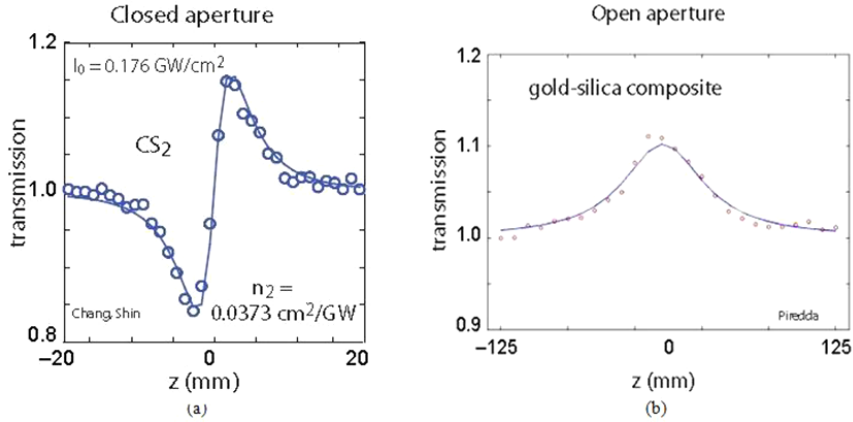 Closed aperture
1.2
I₀ = 0.176 GW/cm²
CS₂
transmission
1.0
n₂ =
0.0373 cm²/GW
Chang, Shin
0.8
−20 0 20
z (mm)
(a)
Open aperture
1.2
gold-silica composite
1.1
transmission
1.0
Piredda
0.9
−125 0 125
z (mm)
(b)